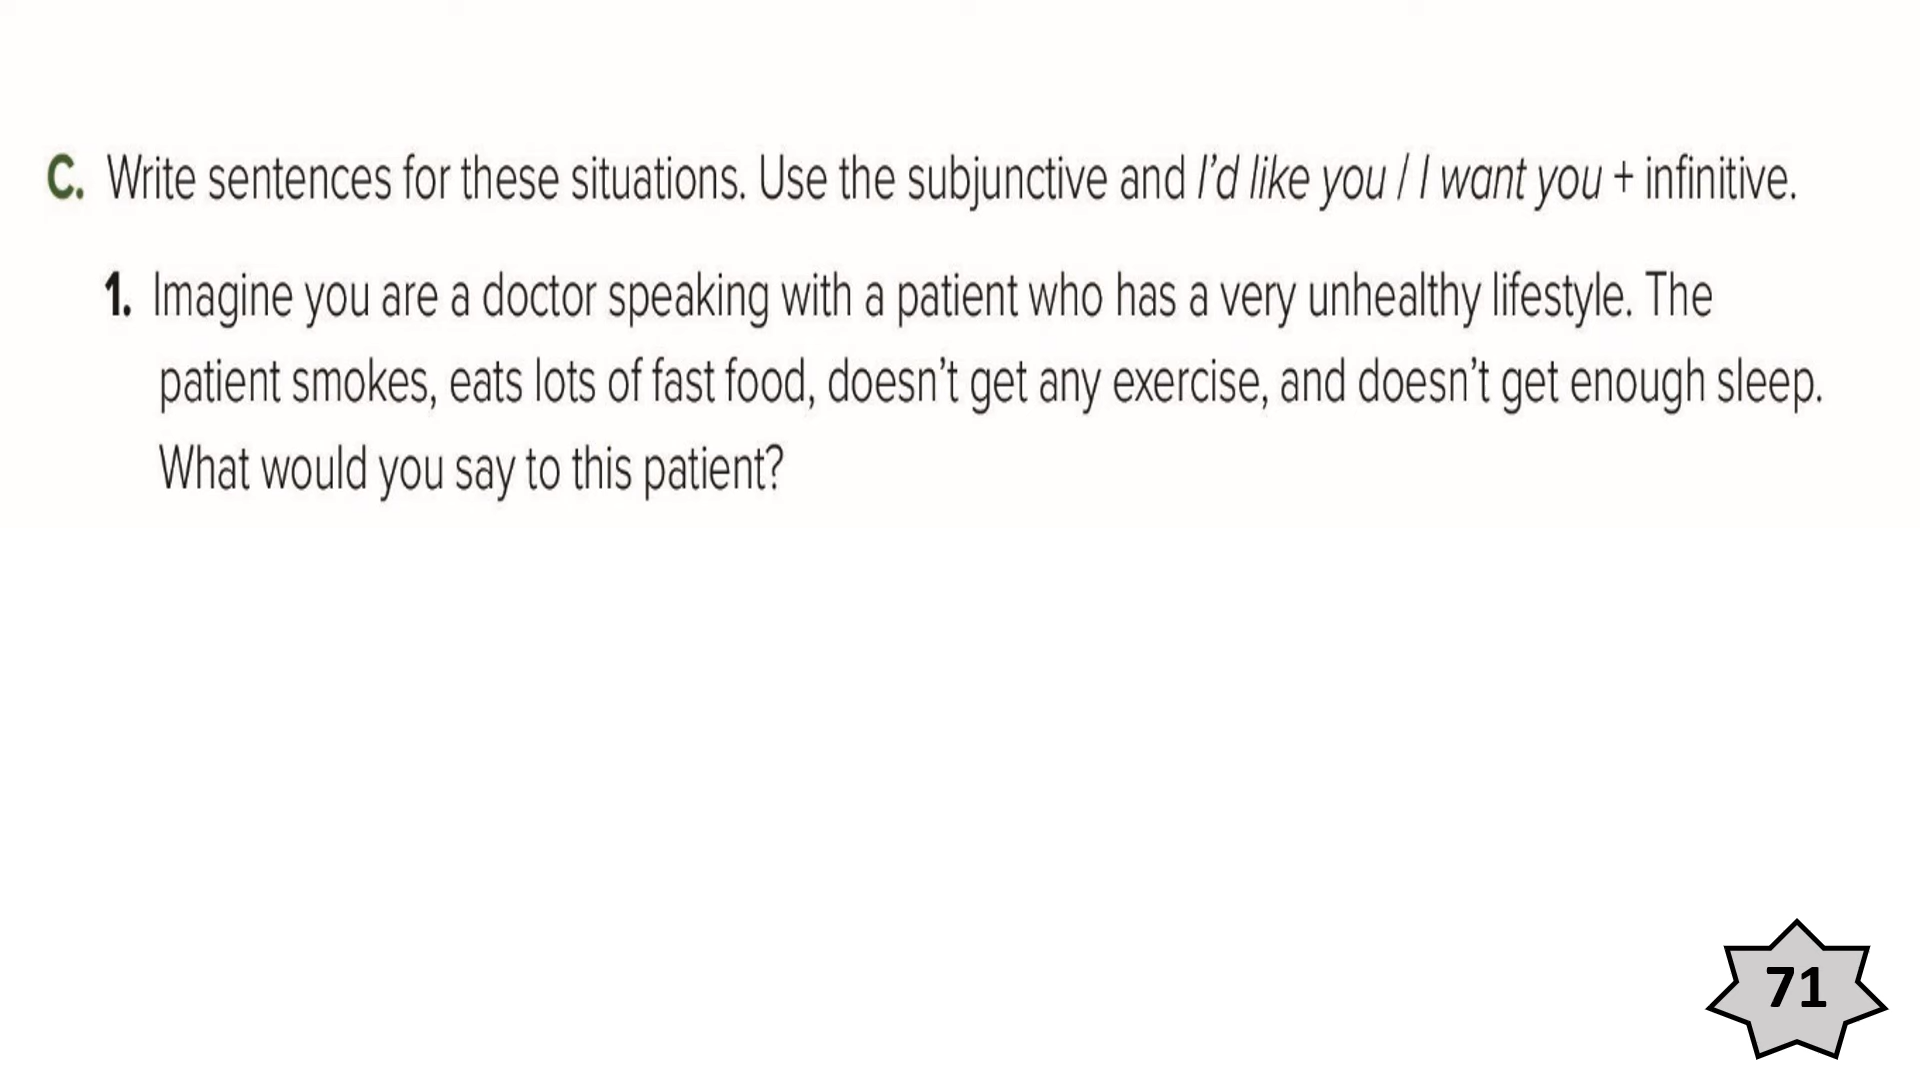 C. Write sentences for these situations. Use the subjunctive and I'd like you / I want you + infinitive.
1. Imagine you are a doctor speaking with a patient who has a very unhealthy lifestyle. The
patient smokes, eats lots of fast food, doesn't get any exercise, and doesn't get enough sleep.
What would you say to this patient?
71